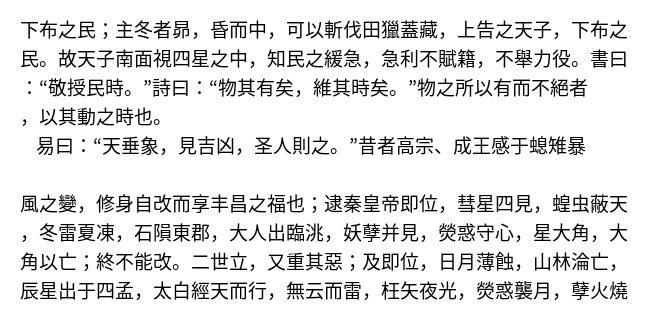 下布之民；主冬者昴，昏而中，可以斬伐田獵蓋藏，上告之天子，下布之
民。故天子南面視四星之中，知民之緩急，急利不賦籍，不舉力役。書曰
：“敬授民時。”詩曰：“物其有矣，維其時矣。”物之所以有而不絕者
，以其動之時也。
易曰：“天垂象，見吉凶，圣人則之。”昔者高宗、成王感于螅雉暴
風之變，修身自改而享丰昌之福也；逮秦皇帝即位，彗星四見，蝗虫蔽天
，冬雷夏凍，石隕東郡，大人出臨洮，妖孽并見，熒惑守心，星大角，大
角以亡；終不能改。二世立，又重其惡；及即位，日月薄蝕，山林淪亡，
辰星出于四孟，太白經天而行，無云而雷，枉矢夜光，熒惑襲月，孽火燒